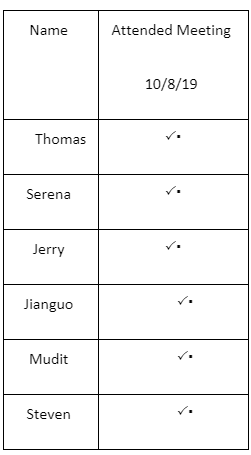 Name Attended Meeting
10/8/19
Thomas ✓▪
Serena ✓▪
Jerry ✓▪
Jianguo ✓▪
Mudit ✓▪
Steven ✓▪